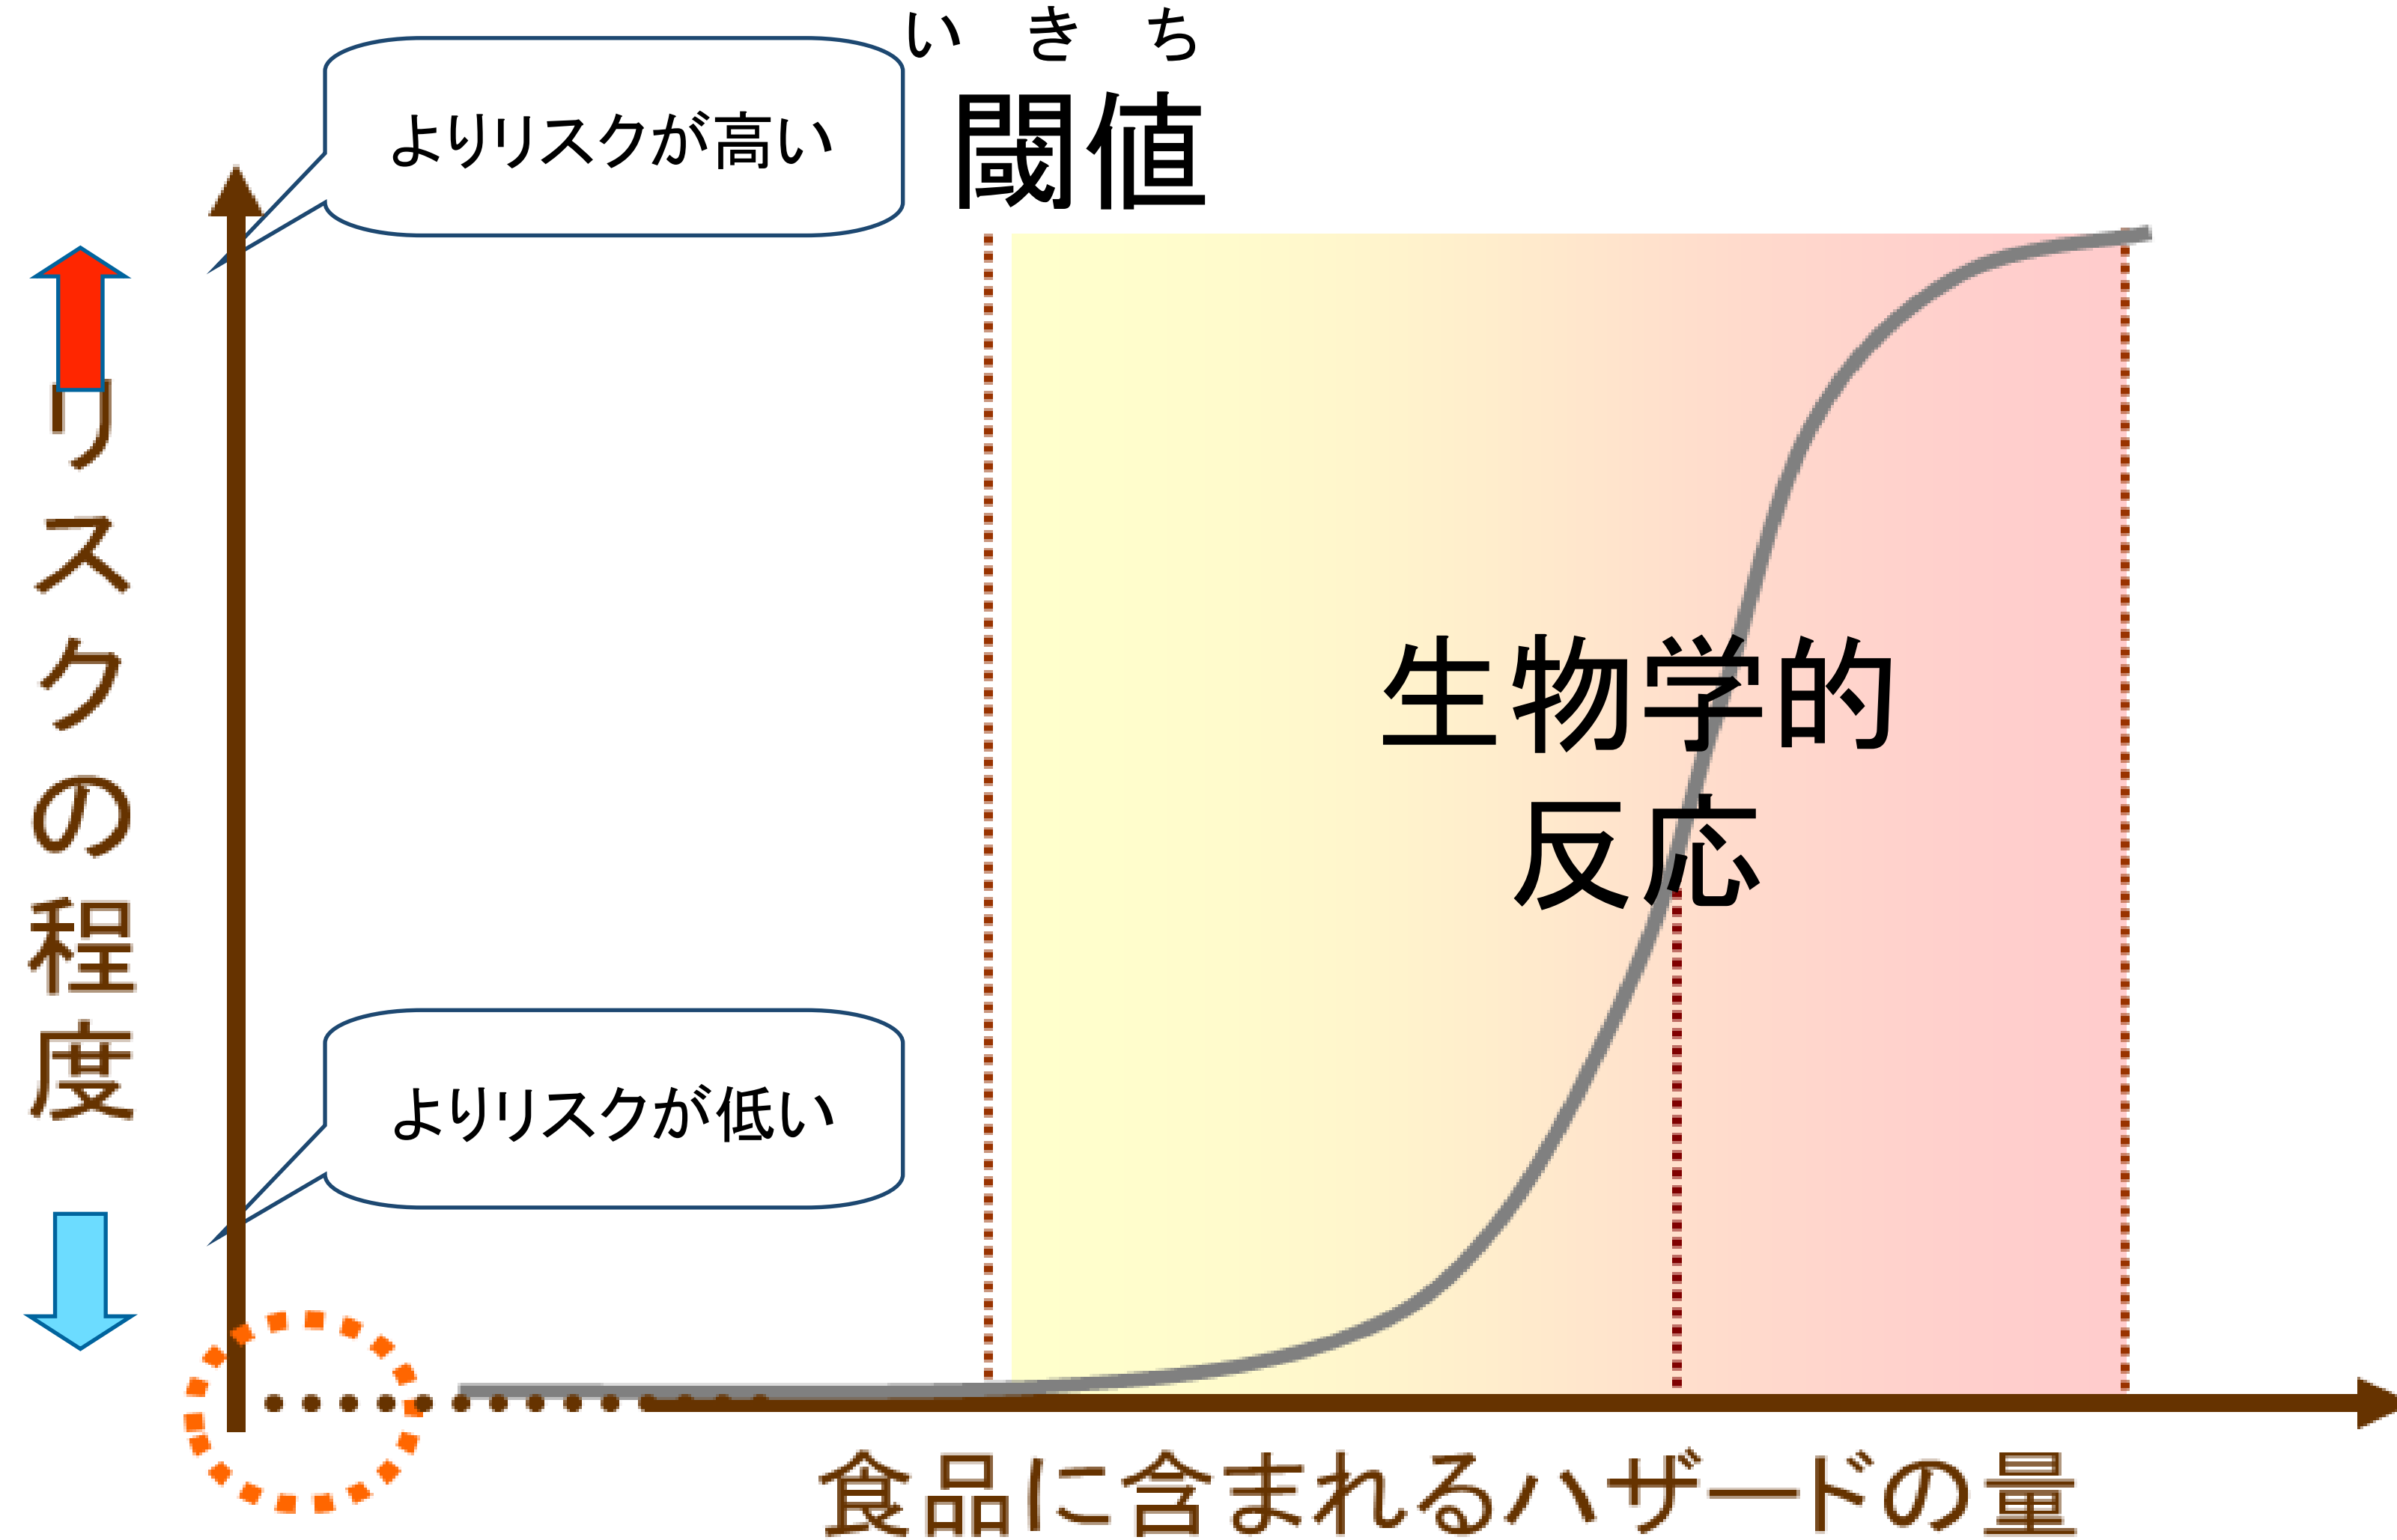 いきち
閾値
よりリスクが高い
リスクの程度
生物学的
反応
よりリスクが低い
食品に含まれるハザードの量